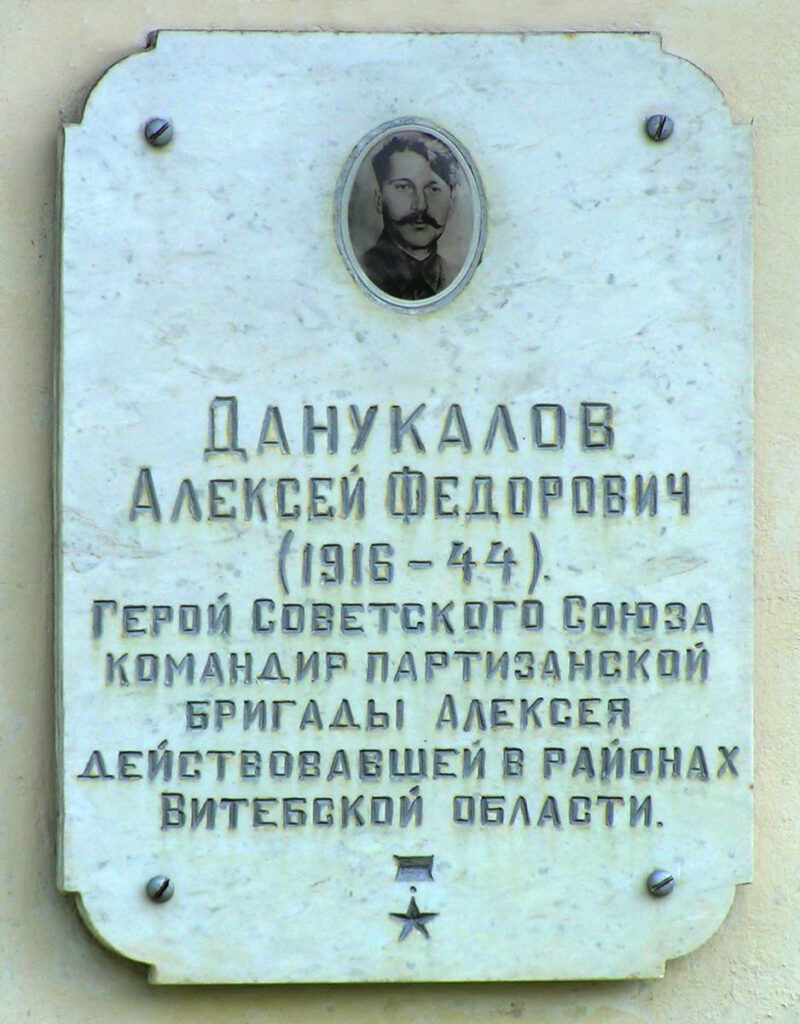 ДАНУКАЛОВ
АЛЕКСЕЙ ФЕДОРОВИЧ
(1916-44).
ГЕРОЙ СОВЕТСКОГО СОЮЗА
КОМАНДИР ПАРТИЗАНСКОЙ
БРИГАДЫ АЛЕКСЕЯ
ДЕЙСТВОВАВШЕЙ В РАЙОНАХ
ВИТЕБСКОЙ ОБЛАСТИ.